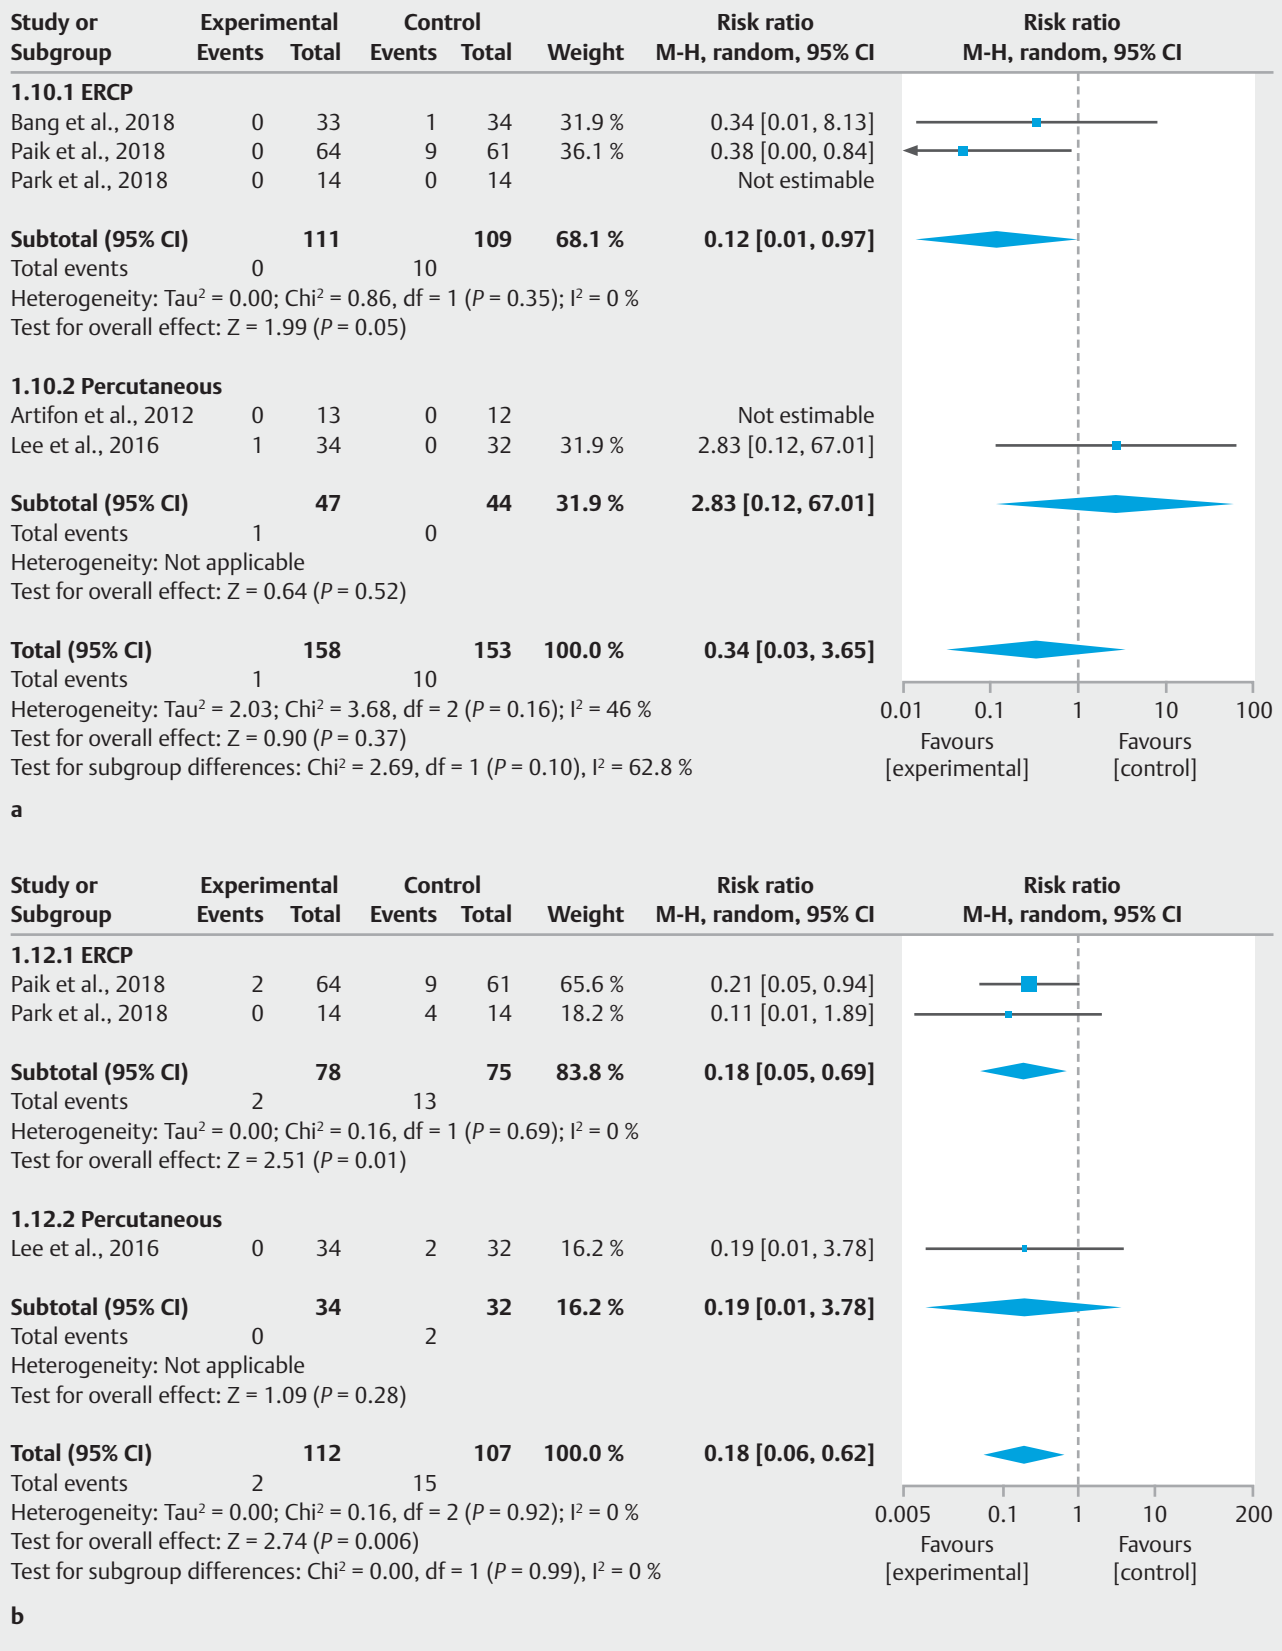 Study or Experimental Control Risk ratio Risk ratio
Subgroup Events Total Events Total Weight M-H, random, 95% CI M-H, random, 95% CI
1.10.1 ERCP
Bang et al., 2018 0 33 1 34 31.9 % 0.34 [0.01, 8.13]
Paik et al., 2018 0 64 9 61 36.1 % 0.38 [0.00, 0.84]
Park et al., 2018 0 14 0 14 Not estimable
Subtotal (95% CI) 111 109 68.1 % 0.12 [0.01, 0.97]
Total events 0 10
Heterogeneity: Tau² = 0.00; Chi² = 0.86, df = 1 (P = 0.35); I² = 0 %
Test for overall effect: Z = 1.99 (P = 0.05)
1.10.2 Percutaneous
Artifon et al., 2012 0 13 0 12 Not estimable
Lee et al., 2016 1 34 0 32 31.9 % 2.83 [0.12, 67.01]
Subtotal (95% CI) 47 44 31.9 % 2.83 [0.12, 67.01]
Total events 1 0
Heterogeneity: Not applicable
Test for overall effect: Z = 0.64 (P = 0.52)
Total (95% CI) 158 153 100.0 % 0.34 [0.03, 3.65]
Total events 1 10
Heterogeneity: Tau² = 2.03; Chi² = 3.68, df = 2 (P = 0.16); I² = 46 %
0.01 0.1 1 10 100
Test for overall effect: Z = 0.90 (P = 0.37)
Favours Favours
Test for subgroup differences: Chi² = 2.69, df = 1 (P = 0.10), I² = 62.8 %
[experimental] [control]
a
Study or Experimental Control Risk ratio Risk ratio
Subgroup Events Total Events Total Weight M-H, random, 95% CI M-H, random, 95% CI
1.12.1 ERCP
Paik et al., 2018 2 64 9 61 65.6 % 0.21 [0.05, 0.94]
Park et al., 2018 0 14 4 14 18.2 % 0.11 [0.01, 1.89]
Subtotal (95% CI) 78 75 83.8 % 0.18 [0.05, 0.69]
Total events 2 13
Heterogeneity: Tau² = 0.00; Chi² = 0.16, df = 1 (P = 0.69); I² = 0 %
Test for overall effect: Z = 2.51 (P = 0.01)
1.12.2 Percutaneous
Lee et al., 2016 0 34 2 32 16.2 % 0.19 [0.01, 3.78]
Subtotal (95% CI) 34 32 16.2 % 0.19 [0.01, 3.78]
Total events 0 2
Heterogeneity: Not applicable
Test for overall effect: Z = 1.09 (P = 0.28)
Total (95% CI) 112 107 100.0 % 0.18 [0.06, 0.62]
Total events 2 15
Heterogeneity: Tau² = 0.00; Chi² = 0.16, df = 2 (P = 0.92); I² = 0 %
0.005 0.1 1 10 200
Test for overall effect: Z = 2.74 (P = 0.006)
Favours Favours
Test for subgroup differences: Chi² = 0.00, df = 1 (P = 0.99), I² = 0 %
[experimental] [control]
b